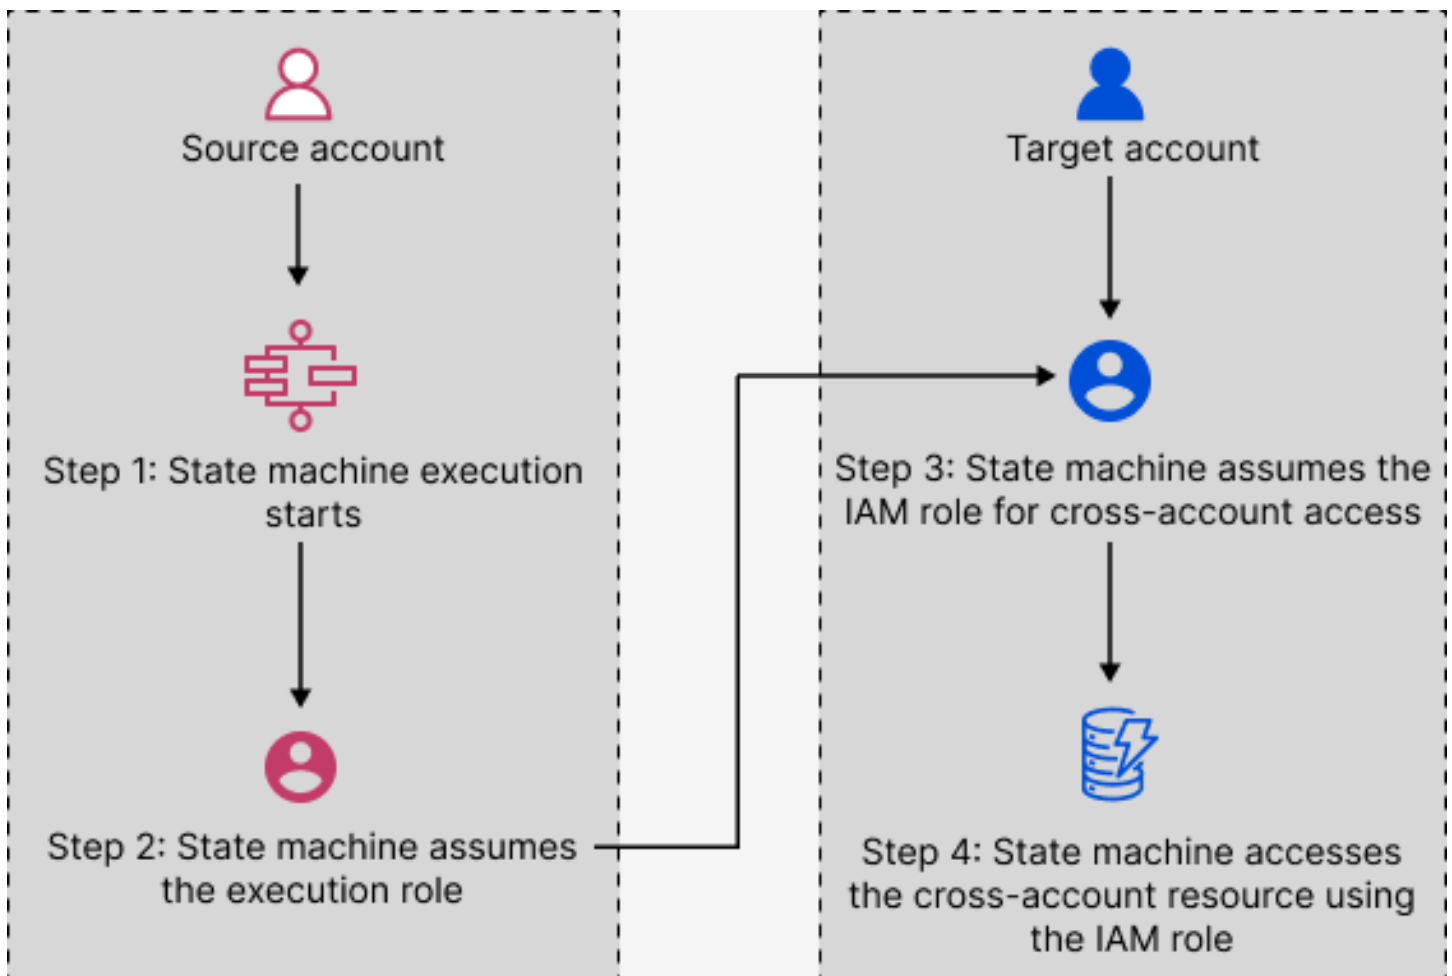 Source account
Step 1: State machine execution
starts
Step 2: State machine assumes
the execution role
Target account
Step 3: State machine assumes the
IAM role for cross-account access
Step 4: State machine accesses
the cross-account resource using
the IAM role